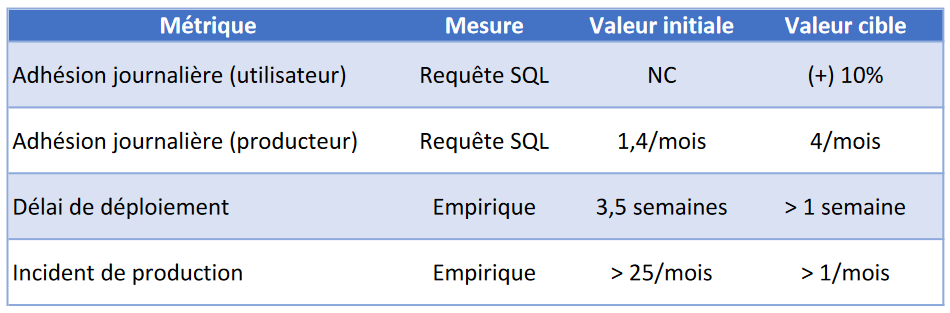 Métrique Mesure Valeur initiale Valeur cible
Adhésion journalière (utilisateur) Requête SQL NC (+) 10%
Adhésion journalière (producteur) Requête SQL 1,4/mois 4/mois
Délai de déploiement Empirique 3,5 semaines > 1 semaine
Incident de production Empirique > 25/mois > 1/mois